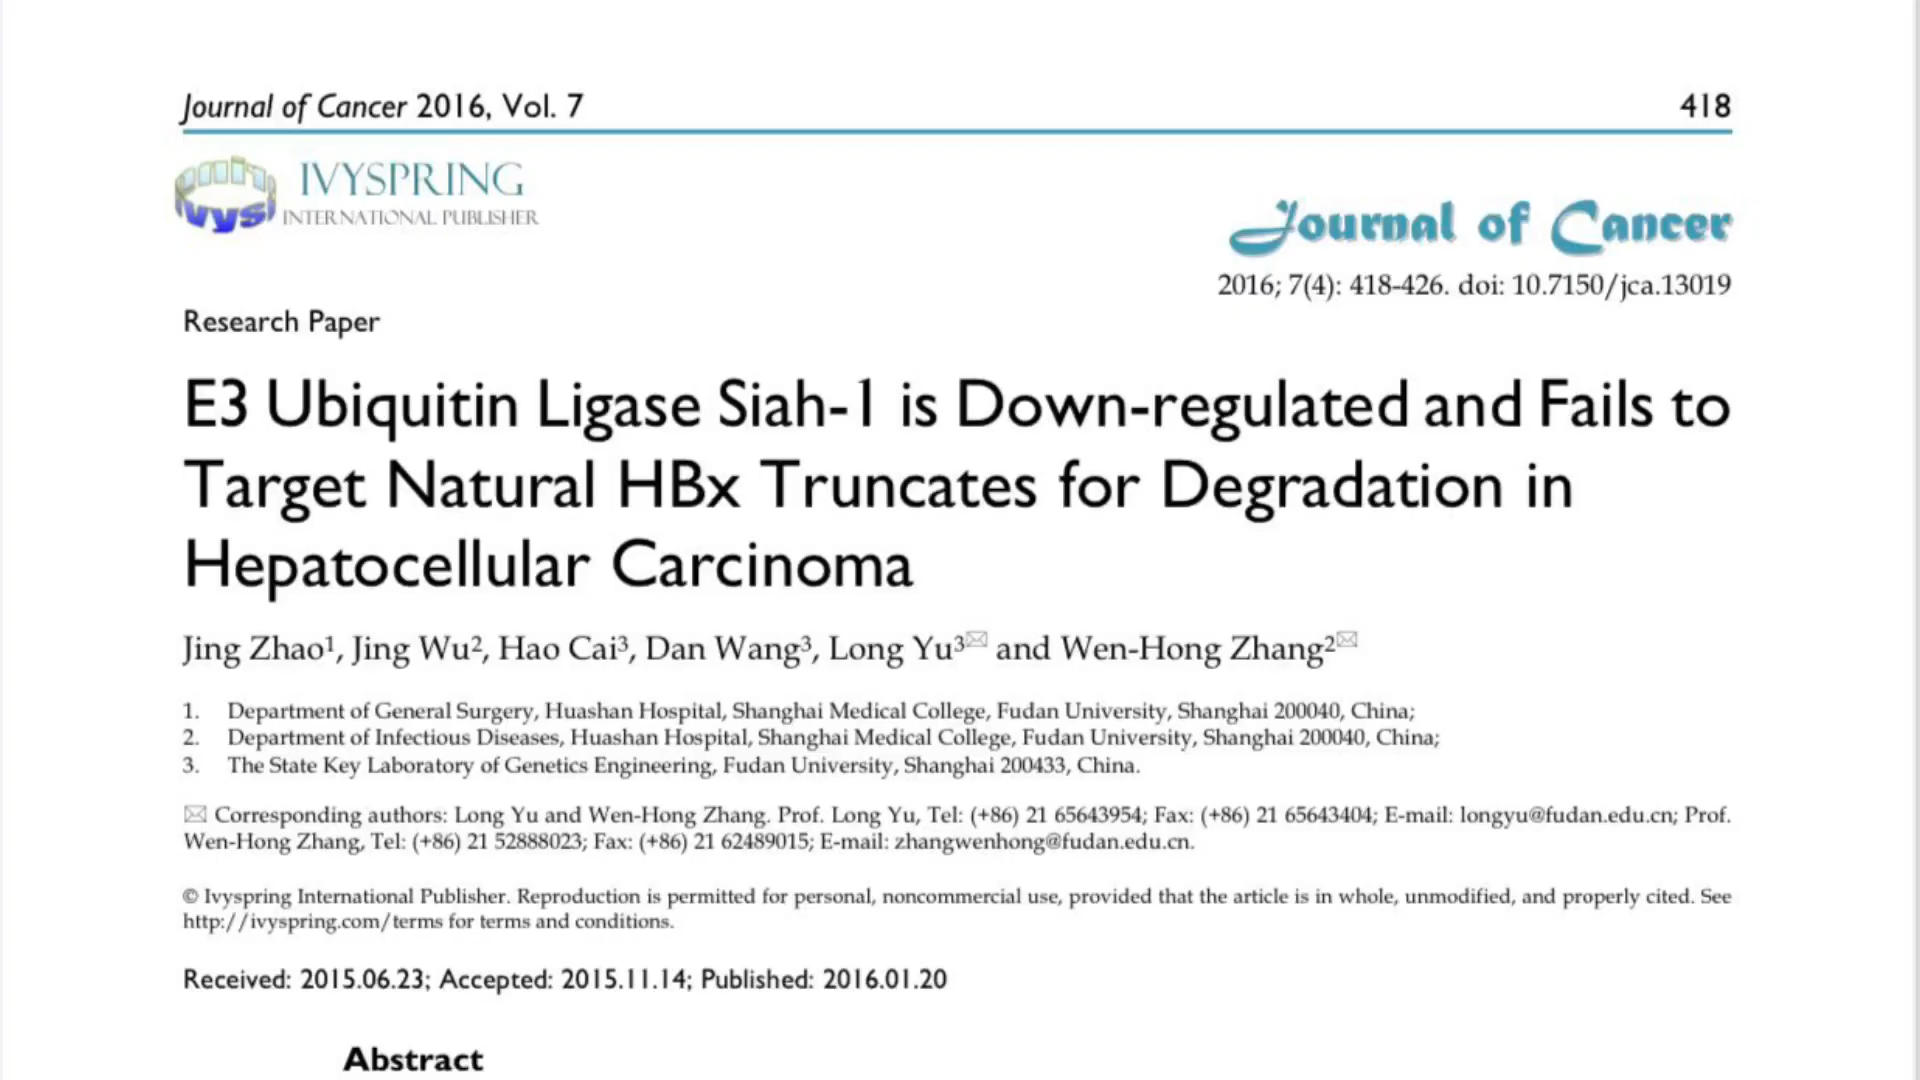 Journal of Cancer 2016, Vol. 7 418
IVYSPRING
INTERNATIONAL PUBLISHER
ivys
Journal of Cancer
2016; 7(4): 418-426. doi: 10.7150/jca.13019
Research Paper
E3 Ubiquitin Ligase Siah-1 is Down-regulated and Fails to
Target Natural HBx Truncates for Degradation in
Hepatocellular Carcinoma
Jing Zhao1, Jing Wu2, Hao Cai3, Dan Wang3, Long Yu3✉ and Wen-Hong Zhang2✉
1. Department of General Surgery, Huashan Hospital, Shanghai Medical College, Fudan University, Shanghai 200040, China;
2. Department of Infectious Diseases, Huashan Hospital, Shanghai Medical College, Fudan University, Shanghai 200040, China;
3. The State Key Laboratory of Genetics Engineering, Fudan University, Shanghai 200433, China.
✉ Corresponding authors: Long Yu and Wen-Hong Zhang. Prof. Long Yu, Tel: (+86) 21 65643954; Fax: (+86) 21 65643404; E-mail: longyu@fudan.edu.cn; Prof.
Wen-Hong Zhang, Tel: (+86) 21 52888023; Fax: (+86) 21 62489015; E-mail: zhangwenhong@fudan.edu.cn.
© Ivyspring International Publisher. Reproduction is permitted for personal, noncommercial use, provided that the article is in whole, unmodified, and properly cited. See
http://ivyspring.com/terms for terms and conditions.
Received: 2015.06.23; Accepted: 2015.11.14; Published: 2016.01.20
Abstract